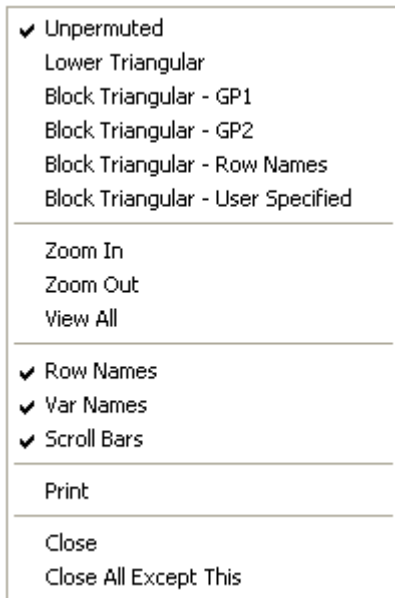 Unpermuted
Lower Triangular
Block Triangular - GP1
Block Triangular - GP2
Block Triangular - Row Names
Block Triangular - User Specified
Zoom In
Zoom Out
View All
Row Names
Var Names
Scroll Bars
Print
Close
Close All Except This